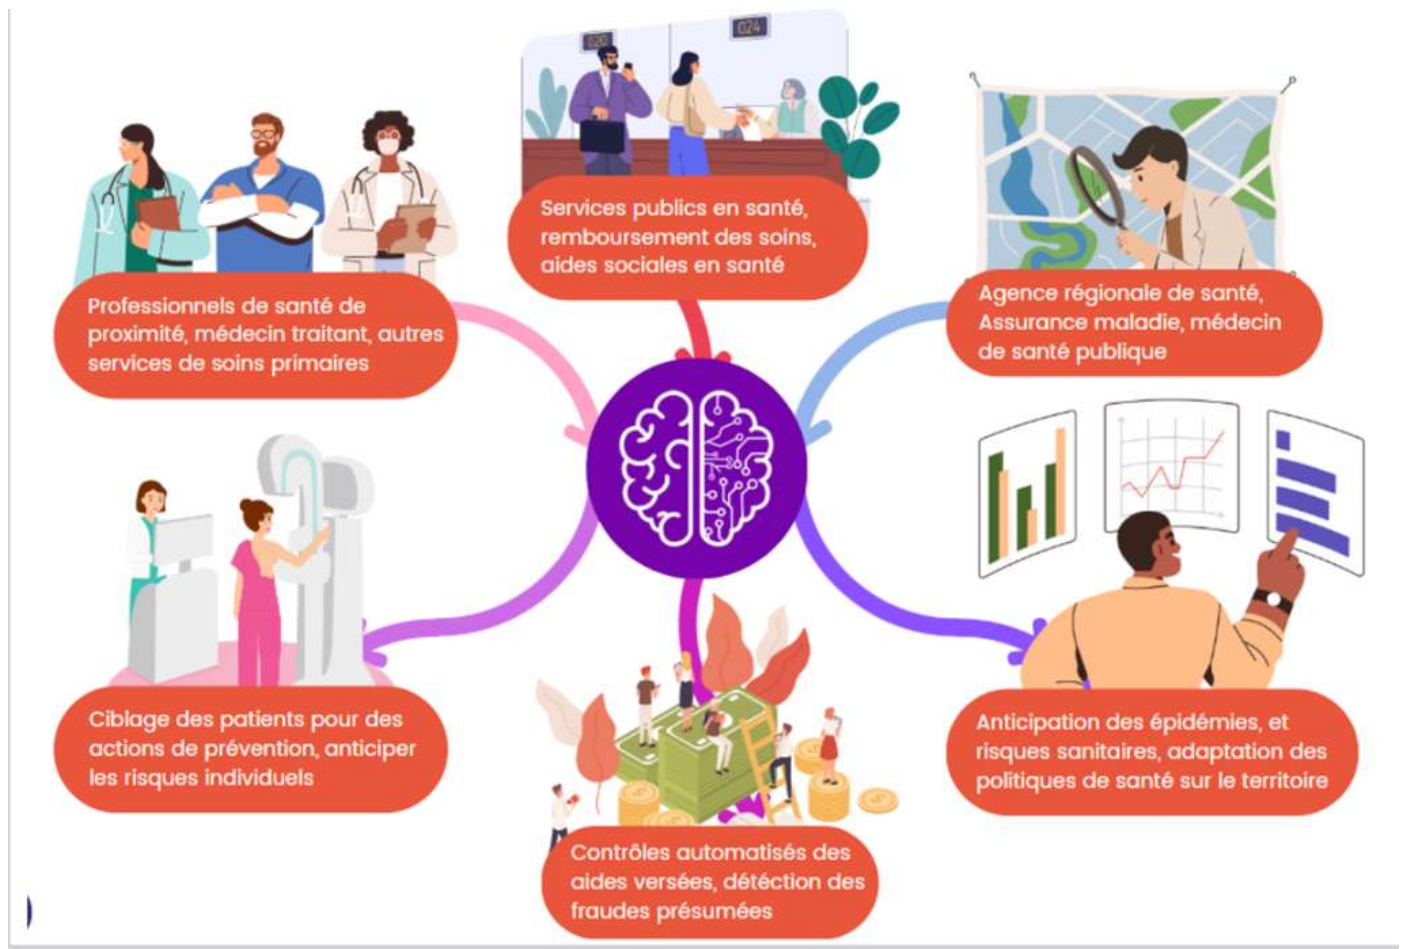 020
024
Services publics en santé,
remboursement des soins,
aides sociales en santé
Professionnels de santé de
proximité, médecin traitant, autres
services de soins primaires
Agence régionale de santé,
Assurance maladie, médecin
de santé publique
Ciblage des patients pour des
actions de prévention, anticiper
les risques individuels
Anticipation des épidémies, et
risques sanitaires, adaptation des
politiques de santé sur le territoire
Contrôles automatisés des
aides versées, détéction des
fraudes présumées